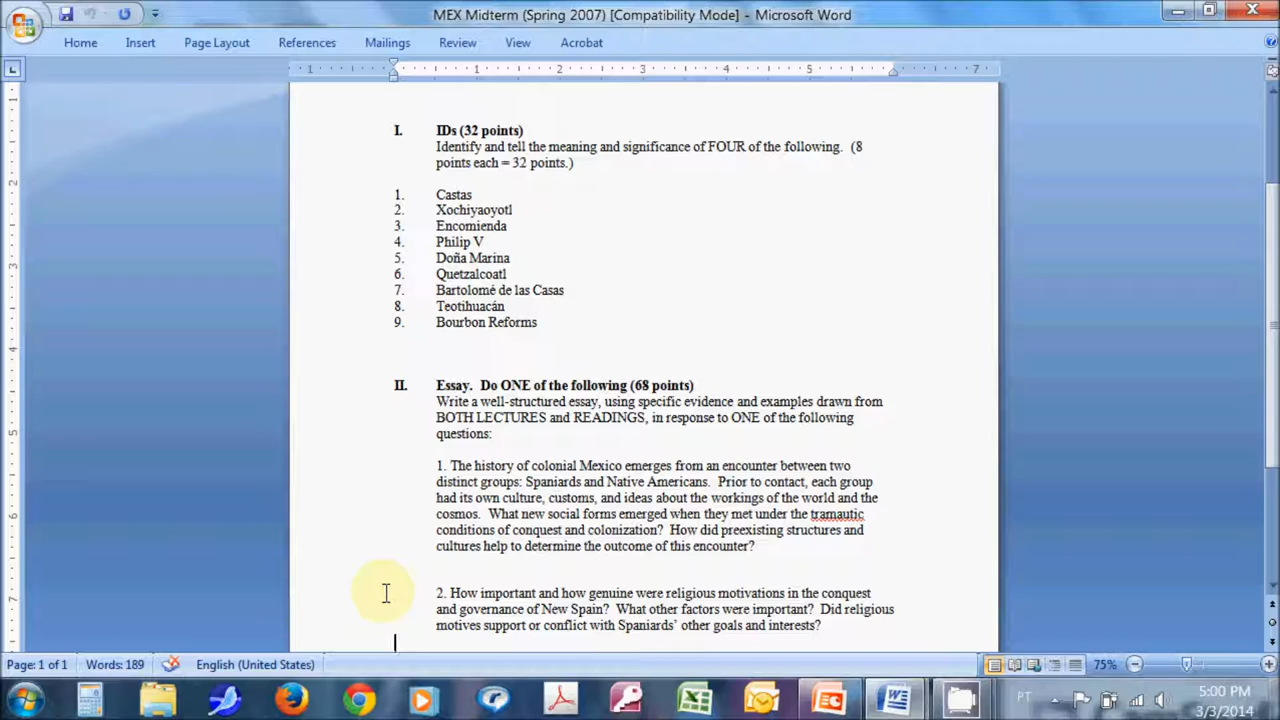 MEX Midterm (Spring 2007) [Compatibility Mode] - Microsoft Word
Home Insert Page Layout References Mailings Review View Acrobat
1 1 2 3 4 5 7
I. IDs (32 points)
Identify and tell the meaning and significance of FOUR of the following. (8
points each = 32 points.)
1. Castas
2. Xochiyaoyotl
3. Encomienda
4. Philip V
5. Doña Marina
6. Quetzalcoatl
7. Bartolomé de las Casas
8. Teotihuacán
9. Bourbon Reforms
II. Essay. Do ONE of the following (68 points)
Write a well-structured essay, using specific evidence and examples drawn from
BOTH LECTURES and READINGS, in response to ONE of the following
questions:
1. The history of colonial Mexico emerges from an encounter between two
distinct groups: Spaniards and Native Americans. Prior to contact, each group
had its own culture, customs, and ideas about the workings of the world and the
cosmos. What new social forms emerged when they met under the tramautic
conditions of conquest and colonization? How did preexisting structures and
cultures help to determine the outcome of this encounter?
2. How important and how genuine were religious motivations in the conquest
and governance of New Spain? What other factors were important? Did religious
motives support or conflict with Spaniards’ other goals and interests?
Page: 1 of 1 Words: 189 English (United States) 75%
PT 5:00 PM
3/3/2014